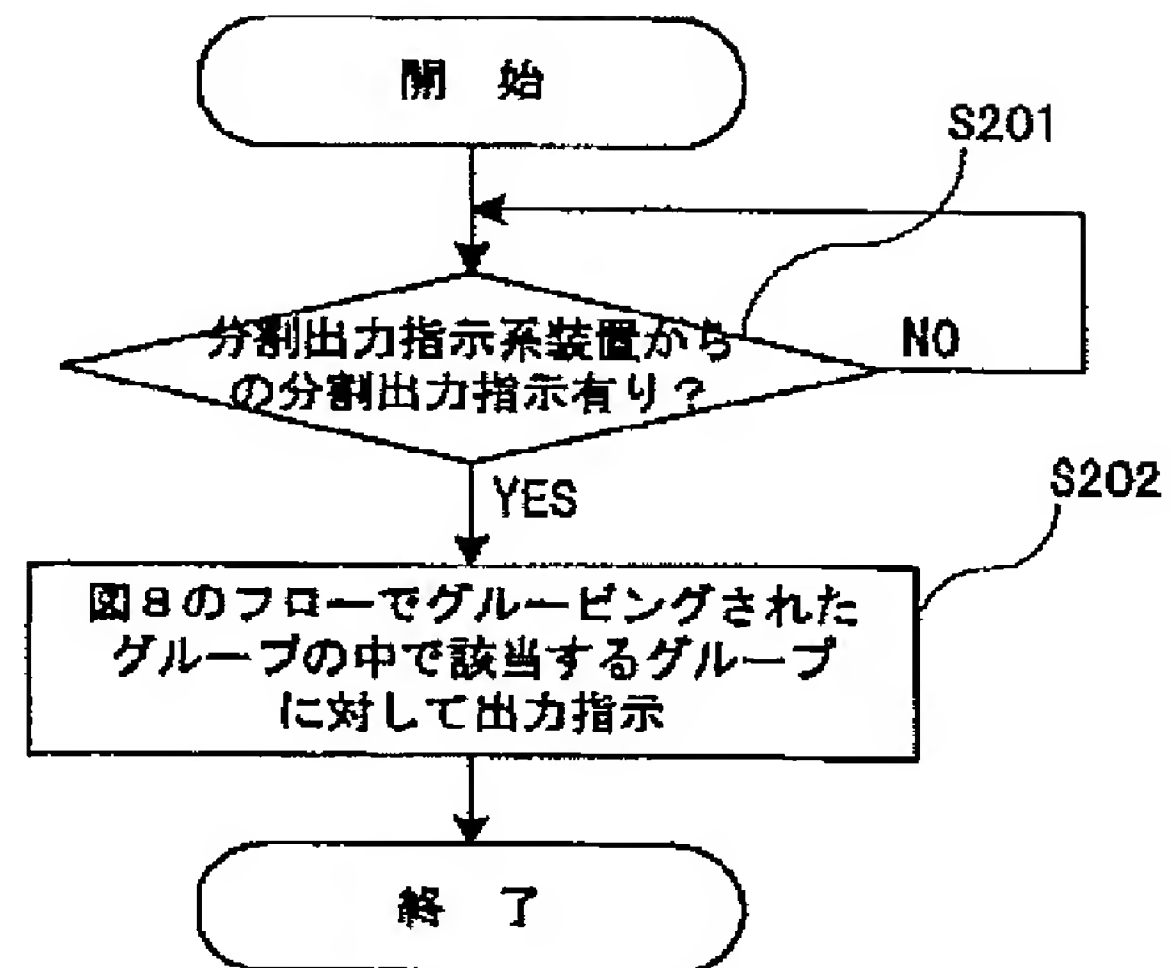 開 始
S201
分割出力指示系装置から
の分割出力指示有り？
NO
YES
S202
図８のフローでグルーピングされた
グループの中で該当するグループ
に対して出力指示
終 了